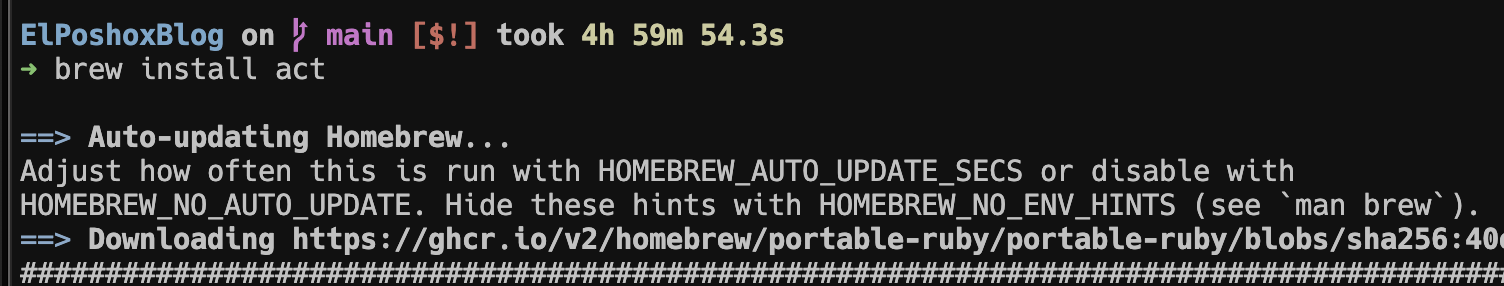 ElPoshoxBlog on main [$!] took 4h 59m 54.3s
→ brew install act
==> Auto-updating Homebrew...
Adjust how often this is run with HOMEBREW_AUTO_UPDATE_SECS or disable with
HOMEBREW_NO_AUTO_UPDATE. Hide these hints with HOMEBREW_NO_ENV_HINTS (see `man brew`).
==> Downloading https://ghcr.io/v2/homebrew/portable-ruby/portable-ruby/blobs/sha256:40
########################################################################################